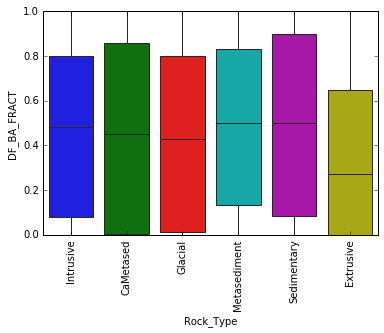 1.0
0.8
0.6
0.4
0.2
0.0
DF_BA_FRACT
Intrusive
CaMetased
Glacial
Metasediment
Sedimentary
Extrusive
Rock_Type